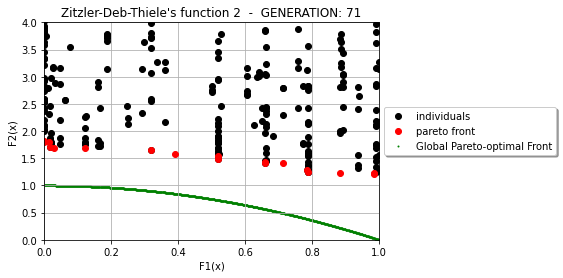 Zitzler-Deb-Thiele's function 2 - GENERATION: 71
F2(x)
4.0
3.5
3.0
2.5
2.0
1.5
1.0
0.5
0.0
0.0 0.2 0.4 0.6 0.8 1.0
F1(x)
individuals
pareto front
Global Pareto-optimal Front